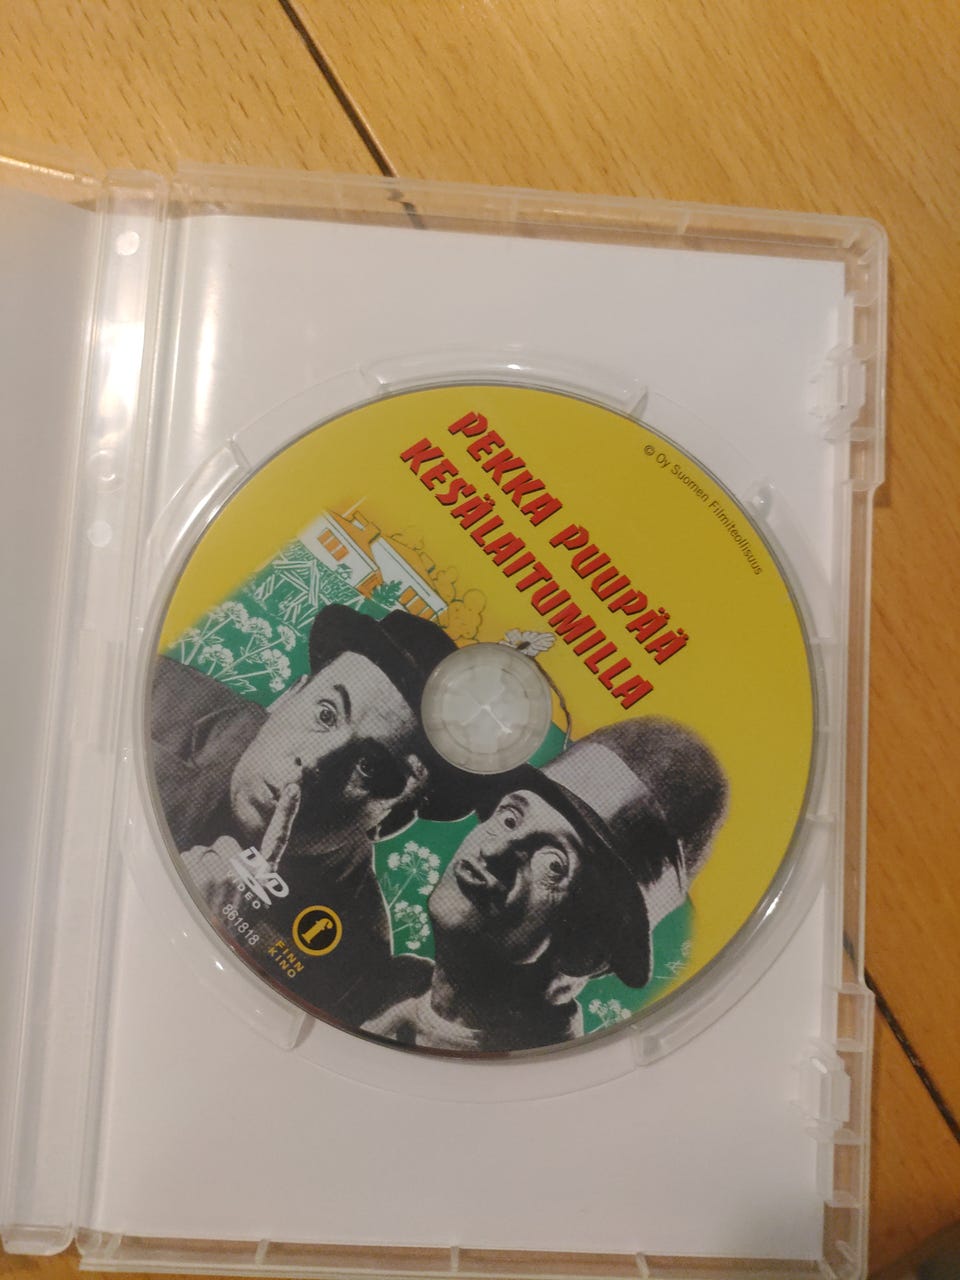 PEKKA PUUPÄÄ
KESÄLAITUMILLA
© Oy Suomen Filmiteollisuus
DVD
VIDEO
861818
f
FINN
KINO